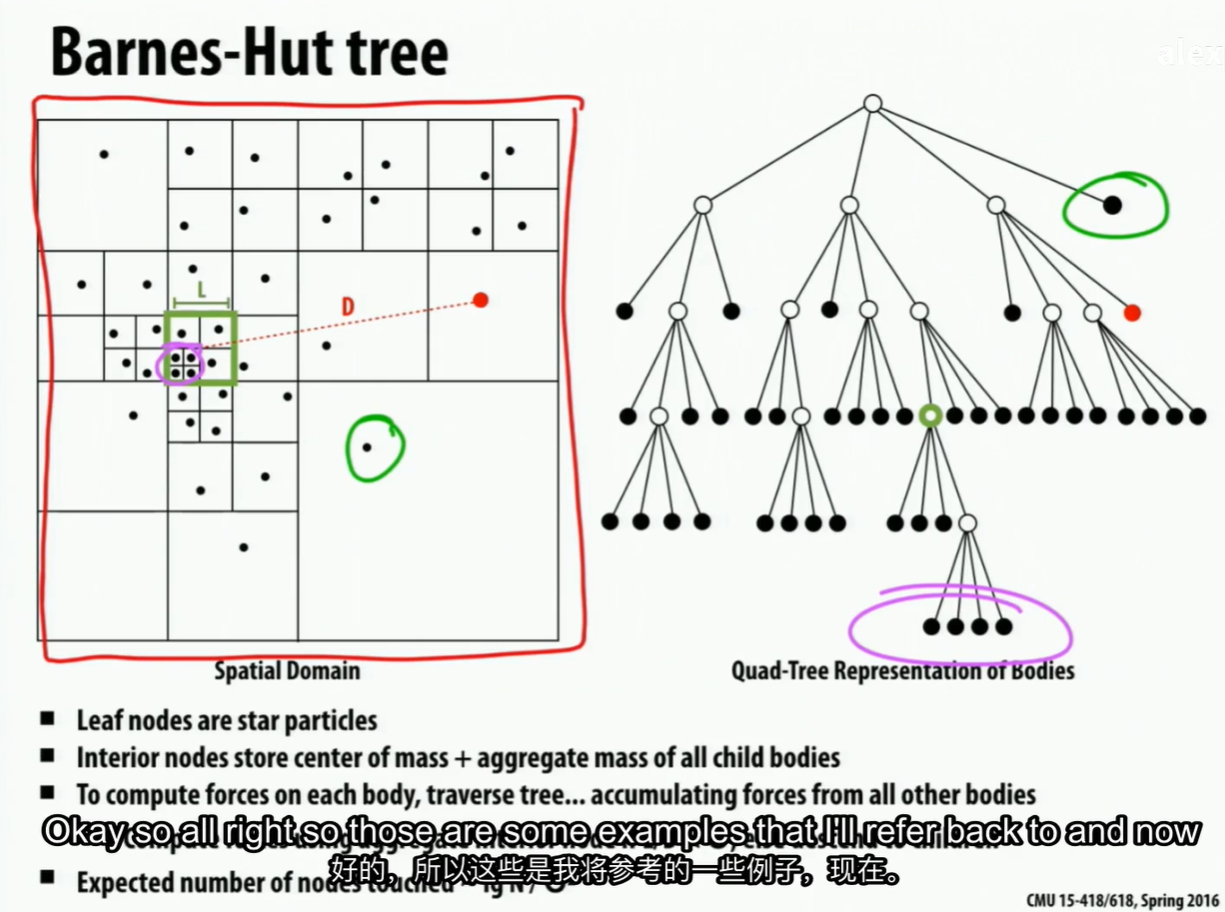 Barnes-Hut tree
alex
L
D
Spatial Domain
Quad-Tree Representation of Bodies
Leaf nodes are star particles
Interior nodes store center of mass + aggregate mass of all child bodies
To compute forces on each body, traverse tree... accumulating forces from all other bodies
Okay so all right so those are some examples that I'll refer back to and now
好的，所以这些是我将参考的一些例子，现在。
Expected number of nodes touched
CMU 15-418/618, Spring 2016